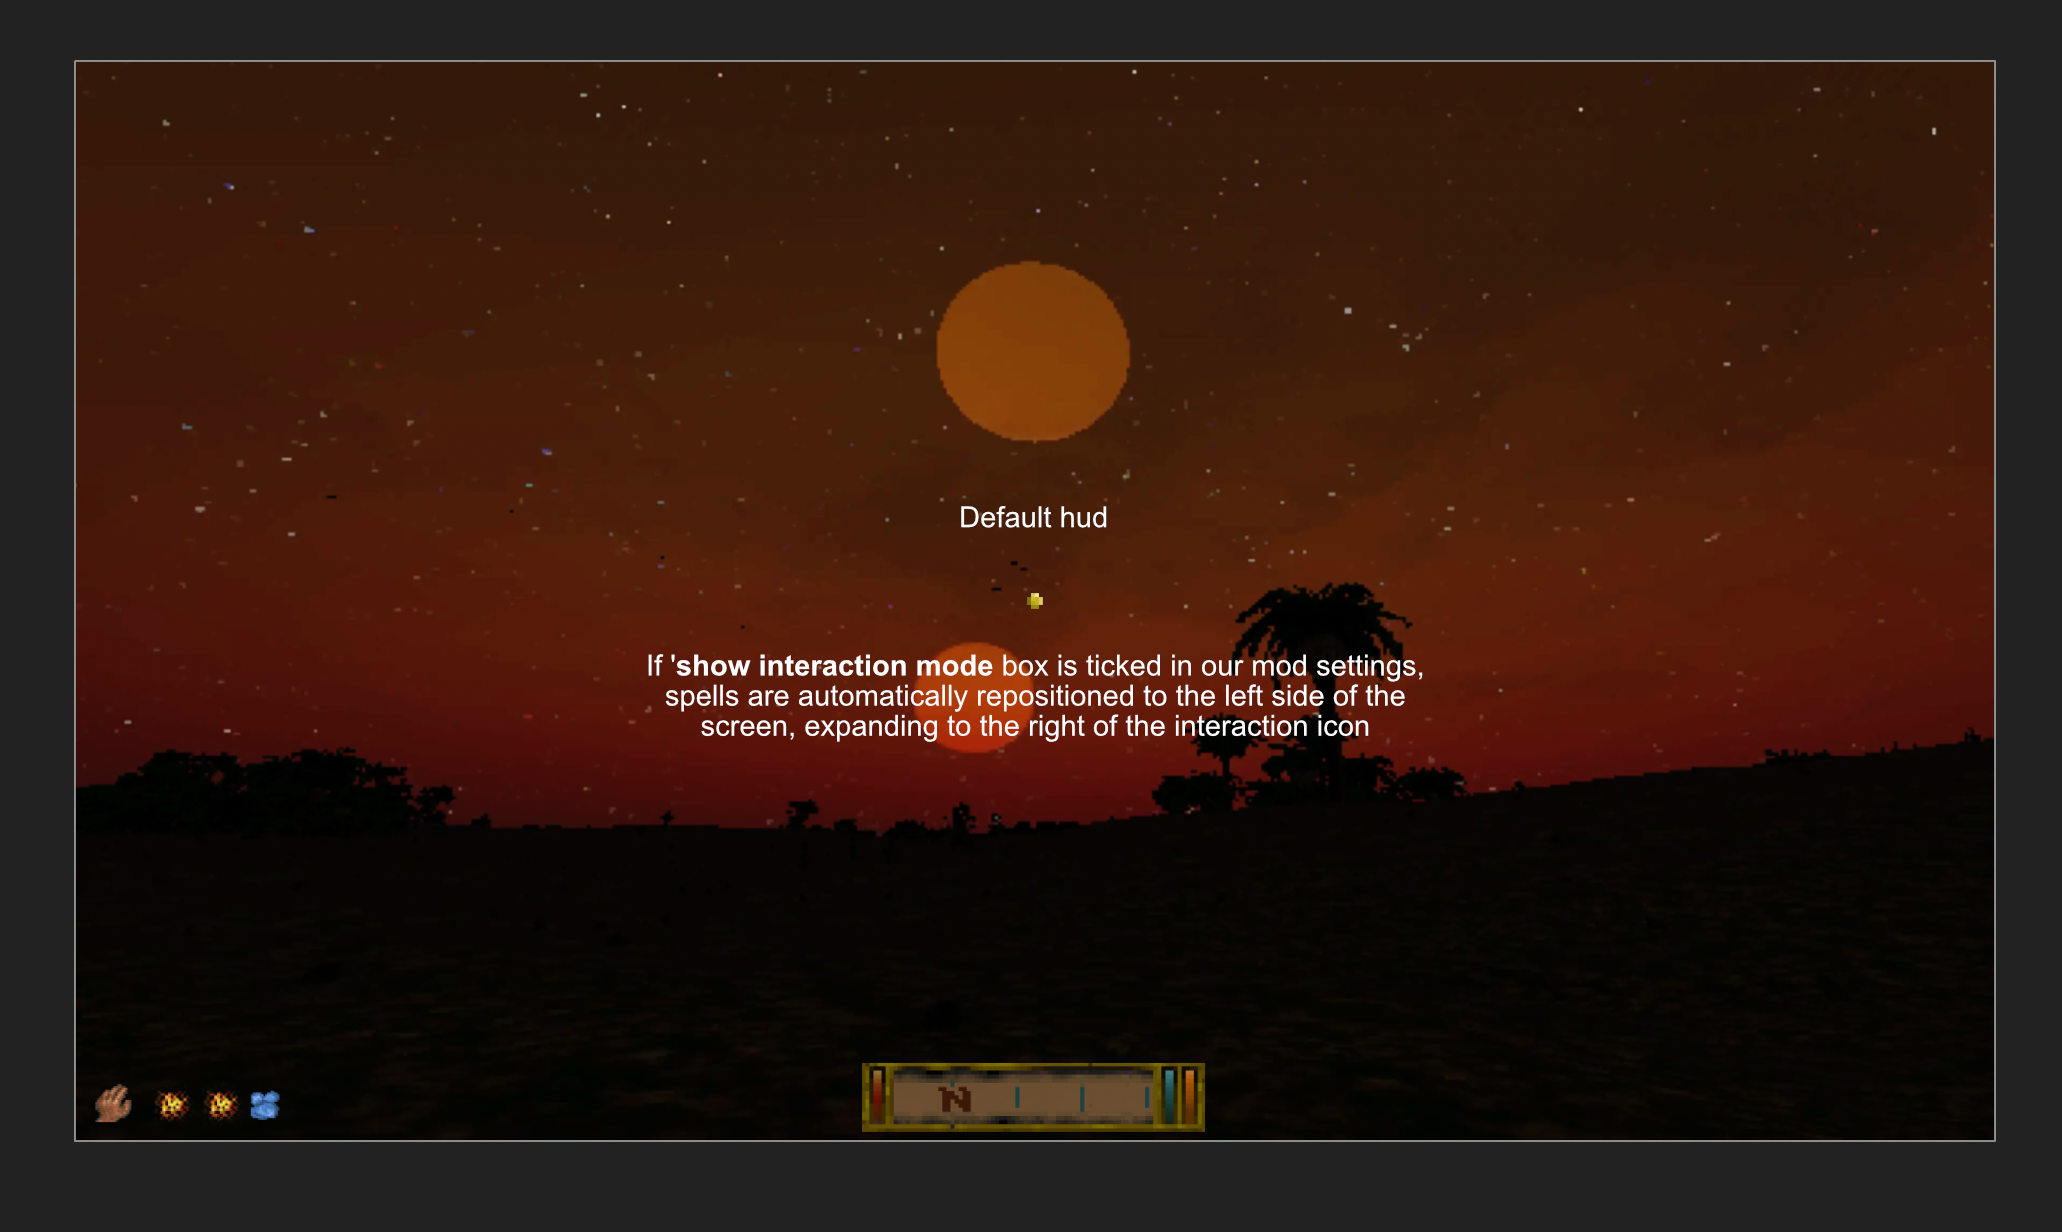 Default hud
If 'show interaction mode box is ticked in our mod settings,
spells are automatically repositioned to the left side of the
screen, expanding to the right of the interaction icon
N